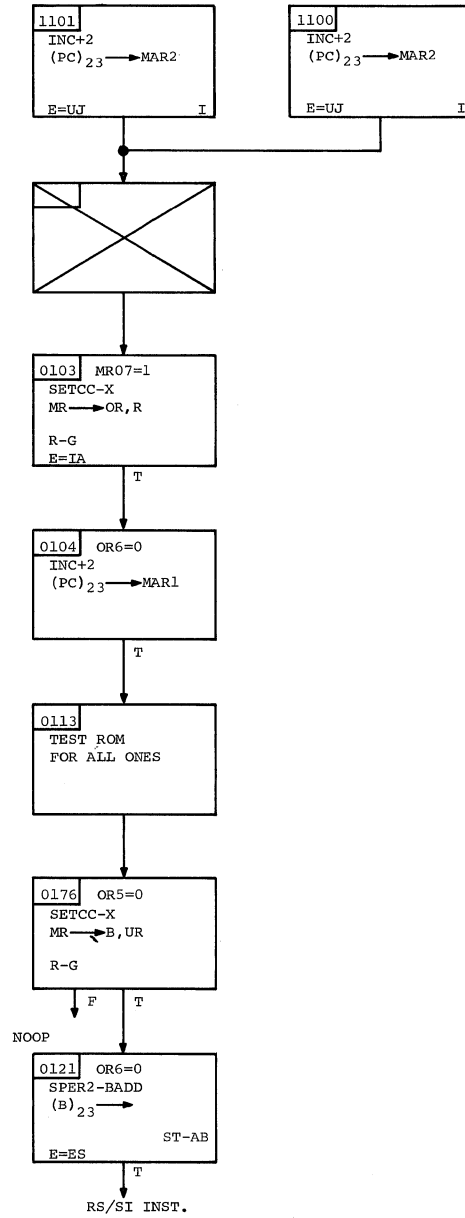 1101
INC+2
(PC)23 → MAR2
E=UJ I
1100
INC+2
(PC)23 → MAR2
E=UJ I
0103 MR07=1
SETCC-X
MR → OR,R
R-G
E=IA
T
0104 OR6=0
INC+2
(PC)23 → MAR1
T
0113
TEST ROM
FOR ALL ONES
0176 OR5=0
SETCC-X
MR → B,UR
R-G
F T
NOOP
0121 OR6=0
SPER2-BADD
(B)23 →
ST-AB
E=ES
T
RS/SI INST.